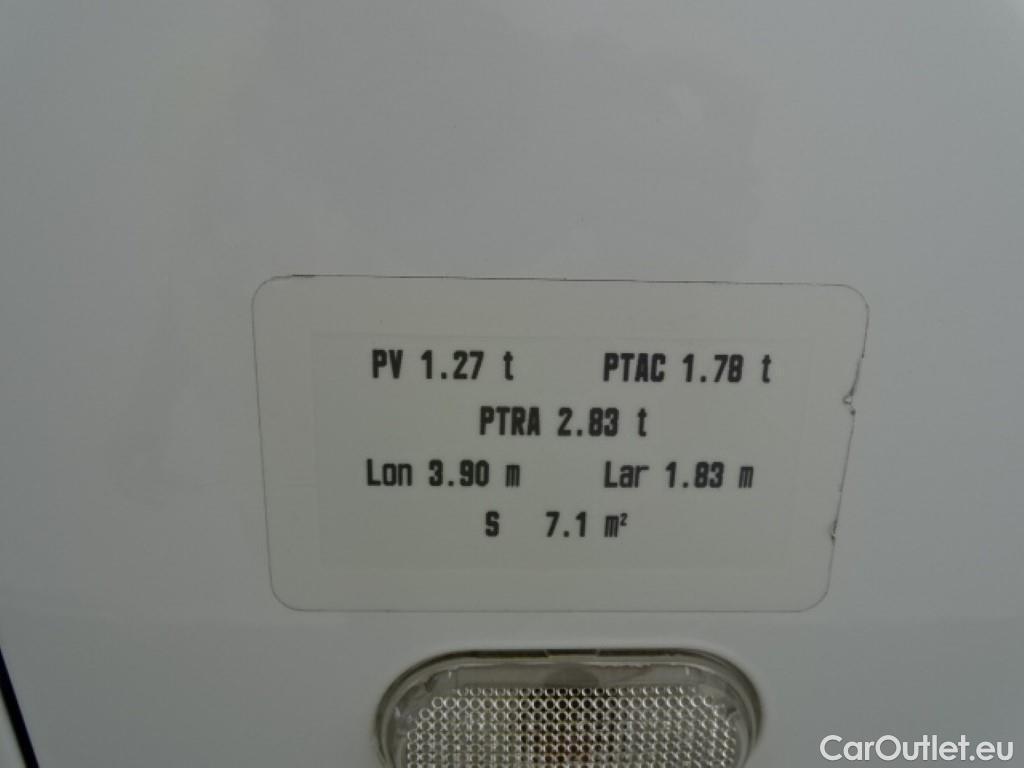 PV 1.27 t PTAC 1.78 t
PTRA 2.83 t
Lon 3.90 m Lar 1.83 m
S 7.1 m²
CarOutlet.eu